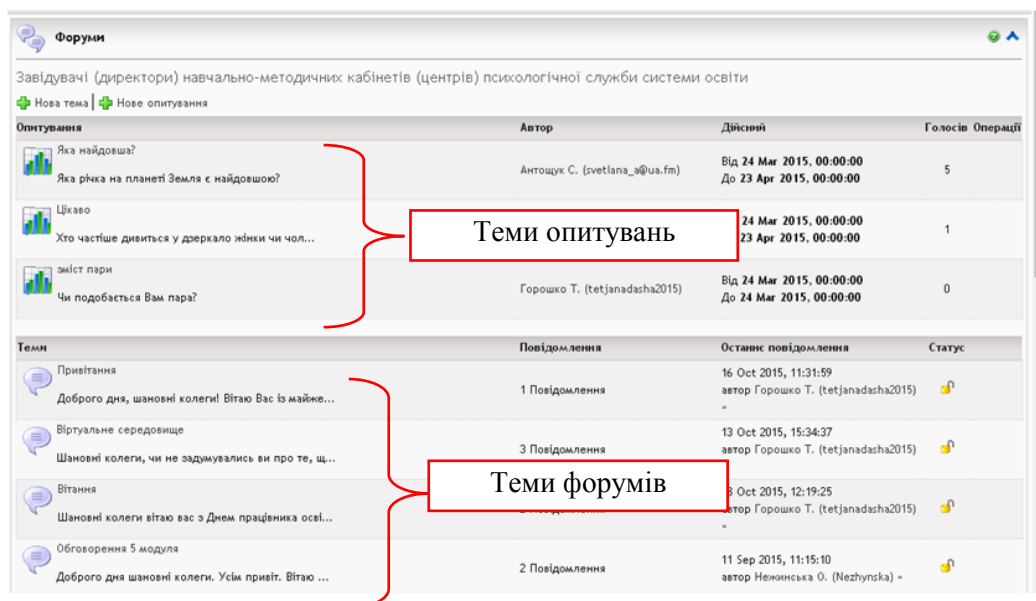 Форуми
Завідувачі (директори) навчально-методичних кабінетів (центрів) психологічної служби системи освіти
Нова тема | Нове опитування
Опитування Автор Дійсний Голосів Операції
Яка найдовша?
Яка річка на планеті Земля є найдовшою?
Антощук С. (svetlana_a@ua.fm)
Від 24 Mar 2015, 00:00:00
До 23 Apr 2015, 00:00:00
5
Цікаво
Хто частіше дивиться у дзеркало жінки чи чол...
Теми опитувань
24 Mar 2015, 00:00:00
23 Apr 2015, 00:00:00
1
зміст пари
Чи подобається Вам пара?
Горошко Т. (tetjanadasha2015)
Від 24 Mar 2015, 00:00:00
До 24 Mar 2015, 00:00:00
0
Теми Повідомлення Останнє повідомлення Статус
Привітання
Доброго дня, шановні колеги! Вітаю Вас із майже...
1 Повідомлення
16 Oct 2015, 11:31:59
автор Горошко Т. (tetjanadasha2015)
»
Віртуальне середовище
Шановні колеги, чи не задумувались ви про те, щ...
3 Повідомлення
13 Oct 2015, 15:34:37
автор Горошко Т. (tetjanadasha2015)
Теми форумів
Вітання
Шановні колеги вітаю вас з Днем працівника осві...
Oct 2015, 12:19:25
автор Горошко Т. (tetjanadasha2015)
»
Обговорення 5 модуля
Доброго дня шановні колеги. Усім привіт. Вітаю ...
2 Повідомлення
11 Sep 2015, 11:15:10
автор Нежинська О. (Nezhynska) »